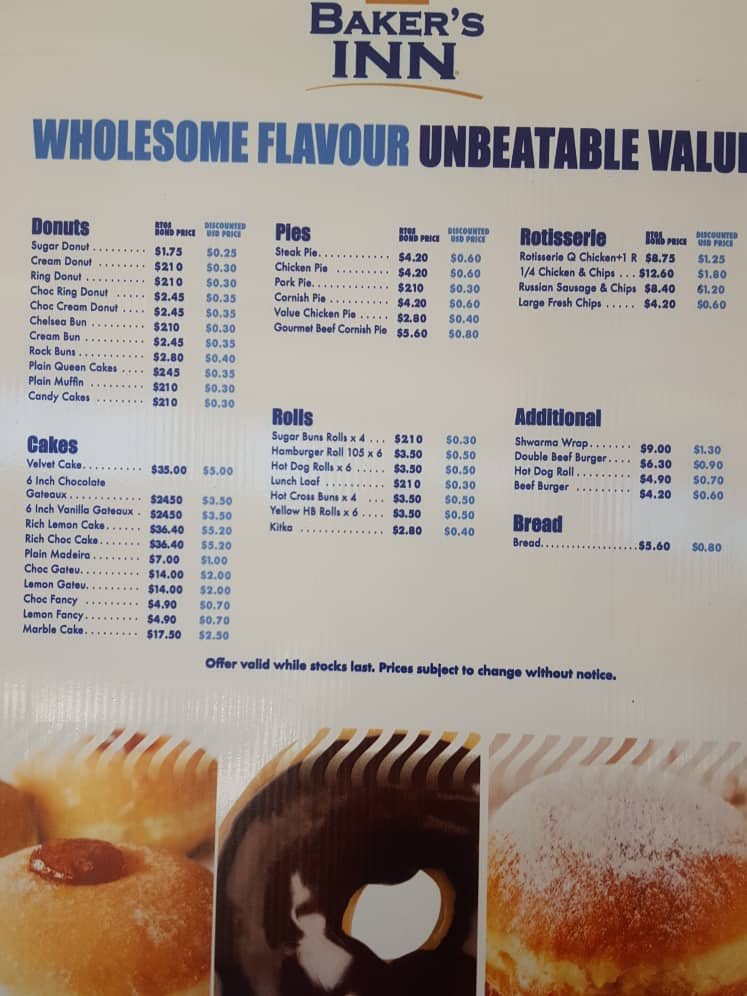 BAKER'S
INN
WHOLESOME FLAVOUR UNBEATABLE VALU
Donuts RTGS BOND PRICE DISCOUNTED USD PRICE
Sugar Donut ......... $1.75 $0.25
Cream Donut ........ $210 $0.30
Ring Donut .......... $210 $0.30
Choc Ring Donut ..... $2.45 $0.35
Choc Cream Donut .... $2.45 $0.35
Chelsea Bun ......... $210 $0.30
Cream Bun ........... $2.45 $0.35
Rock Buns ........... $2.80 $0.40
Plain Queen Cakes .... $245 $0.35
Plain Muffin ......... $210 $0.30
Candy Cakes ........ $210 $0.30
Cakes
Velvet Cake.......... $35.00 $5.00
6 Inch Chocolate
Gateaux ............ $2450 $3.50
6 Inch Vanilla Gateaux . $2450 $3.50
Rich Lemon Cake...... $36.40 $5.20
Rich Choc Cake....... $36.40 $5.20
Plain Madeira ........ $7.00 $1.00
Choc Gateu.......... $14.00 $2.00
Lemon Gateu......... $14.00 $2.00
Choc Fancy ......... $4.90 $0.70
Lemon Fancy......... $4.90 $0.70
Marble Cake......... $17.50 $2.50
Pies RTGS BOND PRICE DISCOUNTED USD PRICE
Steak Pie............ $4.20 $0.60
Chicken Pie ......... $4.20 $0.60
Pork Pie............. $210 $0.30
Cornish Pie .......... $4.20 $0.60
Value Chicken Pie ..... $2.80 $0.40
Gourmet Beef Cornish Pie $5.60 $0.80
Rolls
Sugar Buns Rolls x 4 ... $210 $0.30
Hamburger Roll 105 x 6 $3.50 $0.50
Hot Dog Rolls x 6 ..... $3.50 $0.50
Lunch Loaf .......... $210 $0.30
Hot Cross Buns x 4 ... $3.50 $0.50
Yellow HB Rolls x 6 .... $3.50 $0.50
Kitka .............. $2.80 $0.40
Rotisserie RTGS BOND PRICE DISCOUNTED USD PRICE
Rotisserie Q Chicken+1 R $8.75 $1.25
1/4 Chicken & Chips ... $12.60 $1.80
Russian Sausage & Chips $8.40 $1.20
Large Fresh Chips ..... $4.20 $0.60
Additional
Shwarma Wrap....... $9.00 $1.30
Double Beef Burger.... $6.30 $0.90
Hot Dog Roll ......... $4.90 $0.70
Beef Burger ......... $4.20 $0.60
Bread
Bread.................. $5.60 $0.80
Offer valid while stocks last. Prices subject to change without notice.